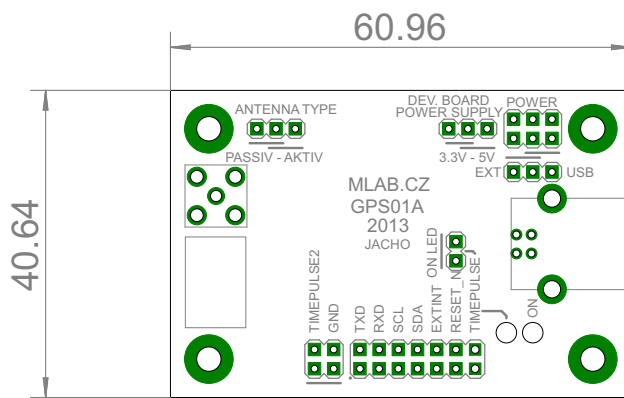 60.96
40.64
ANTENNA TYPE
PASSIV - AKTIV
DEV. BOARD
POWER SUPPLY
3.3V - 5V
POWER
EXT
USB
MLAB.CZ
GPS01A
2013
JACHO
ON LED
TIMEPULSE2
GND
TXD
RXD
SCL
SDA
EXTINT
RESET_N
TIMEPULSE
ON